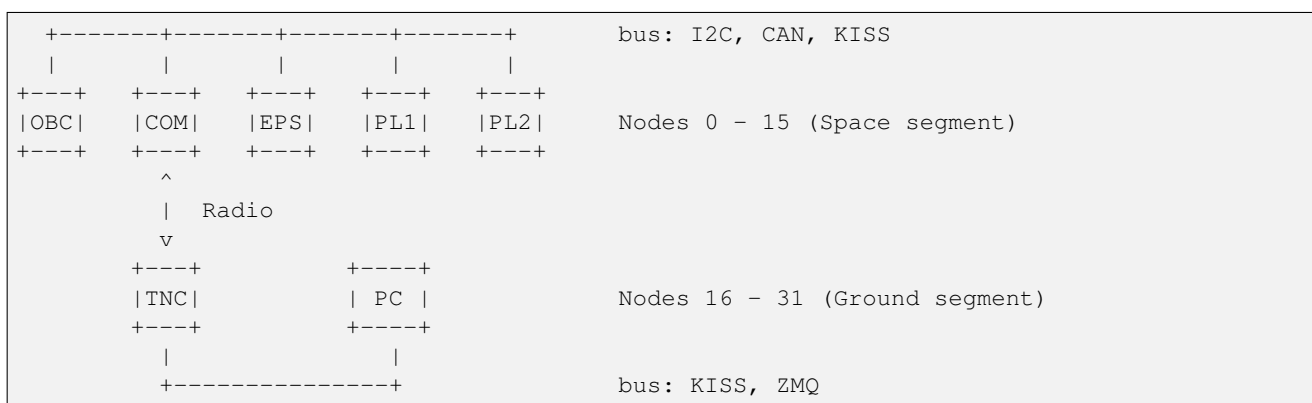 +-------+-------+-------+-------+       bus: I2C, CAN, KISS
|       |       |       |       |
+---+   +---+   +---+   +---+   +---+
|OBC|   |COM|   |EPS|   |PL1|   |PL2|     Nodes 0 - 15 (Space segment)
+---+   +---+   +---+   +---+   +---+
^
|  Radio
v
+---+          +----+
|TNC|          | PC |             Nodes 16 - 31 (Ground segment)
+---+          +----+
|               |
+---------------+               bus: KISS, ZMQ